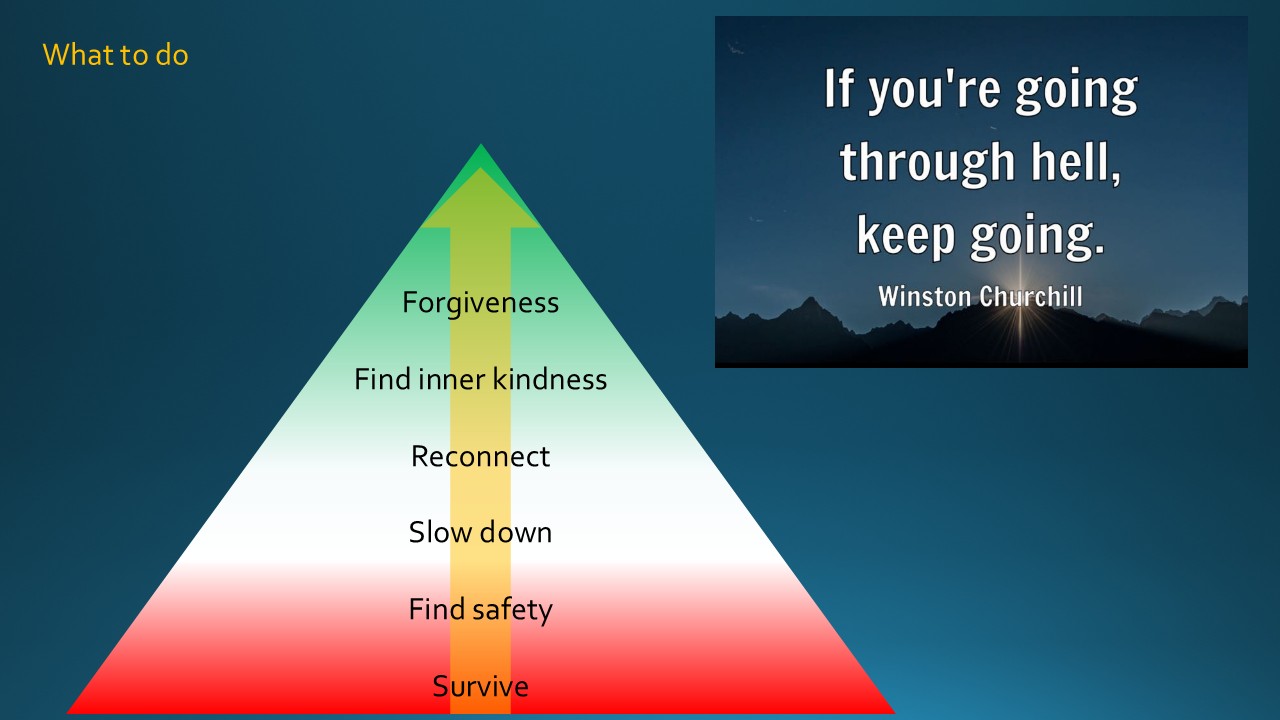 What to do
If you're going
through hell,
keep going.
Winston Churchill
Forgiveness
Find inner kindness
Reconnect
Slow down
Find safety
Survive